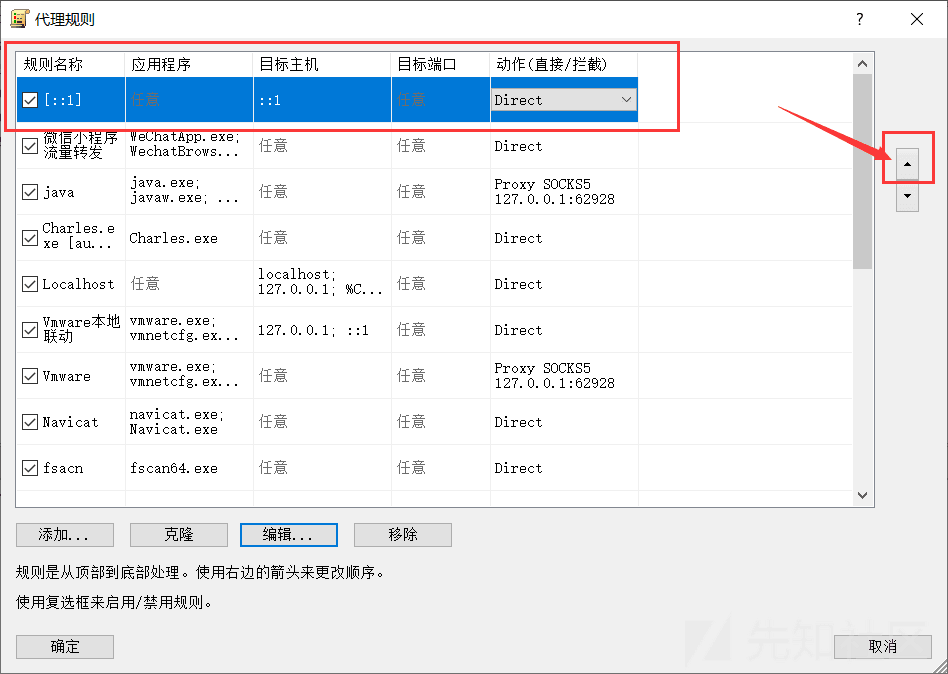 代理规则
?
规则名称 应用程序 目标主机 目标端口 动作(直接/拦截)
[::1] 任意 ::1 任意 Direct
微信小程序 WeChatApp.exe; 任意 任意 Direct
流量转发 WechatBrows...
java java.exe; 任意 任意 Proxy SOCKS5
javaw.exe; ... 127.0.0.1:62928
Charles.e Charles.exe 任意 任意 Direct
xe [au...
Localhost 任意 localhost; 任意 Direct
127.0.0.1; %C...
Vmware本地 vmware.exe; 127.0.0.1; ::1 任意 Direct
联动 vmnetcfg.ex...
Vmware vmware.exe; 任意 任意 Proxy SOCKS5
vmnetcfg.ex... 127.0.0.1:62928
Navicat navicat.exe; 任意 任意 Direct
Navicat.exe
fsacn fscan64.exe 任意 任意 Direct
添加... 克隆 编辑... 移除
规则是从顶部到底部处理。使用右边的箭头来更改顺序。
使用复选框来启用/禁用规则。
确定 取消
先知社区